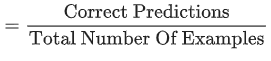 = Correct Predictions / Total Number Of Examples